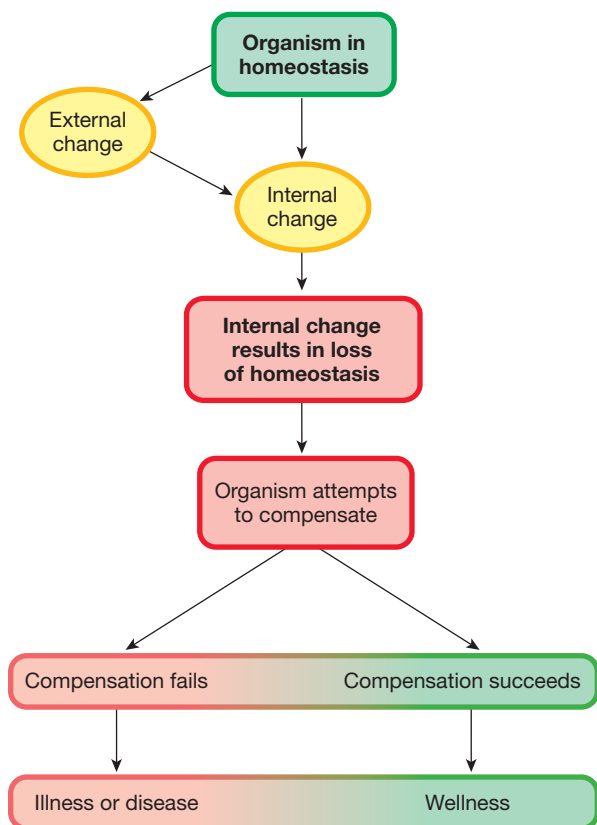 Organism in
homeostasis
External
change
Internal
change
Internal change
results in loss
of homeostasis
Organism attempts
to compensate
Compensation fails
Compensation succeeds
Illness or disease
Wellness